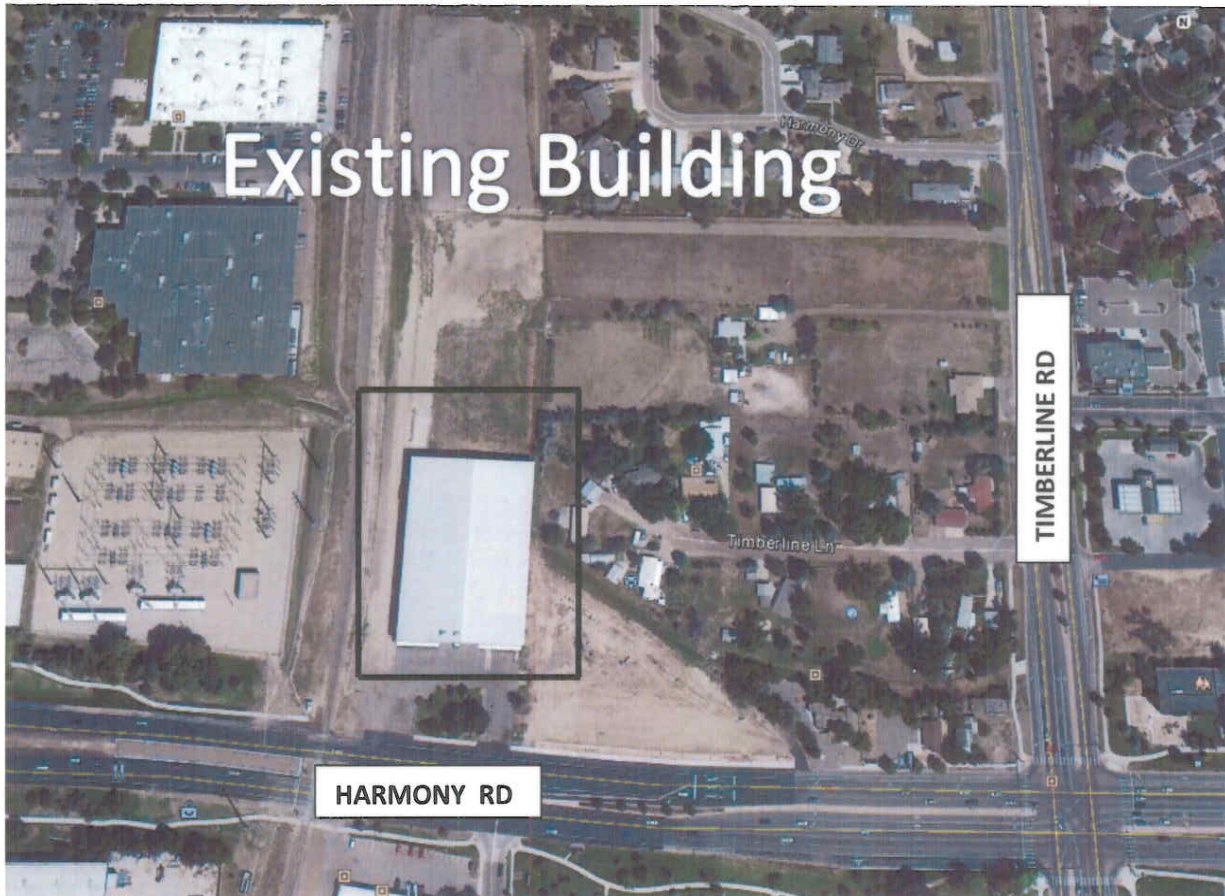 N
Harmony Dr
Existing Building
TIMBERLINE RD
Timberline Ln
HARMONY RD